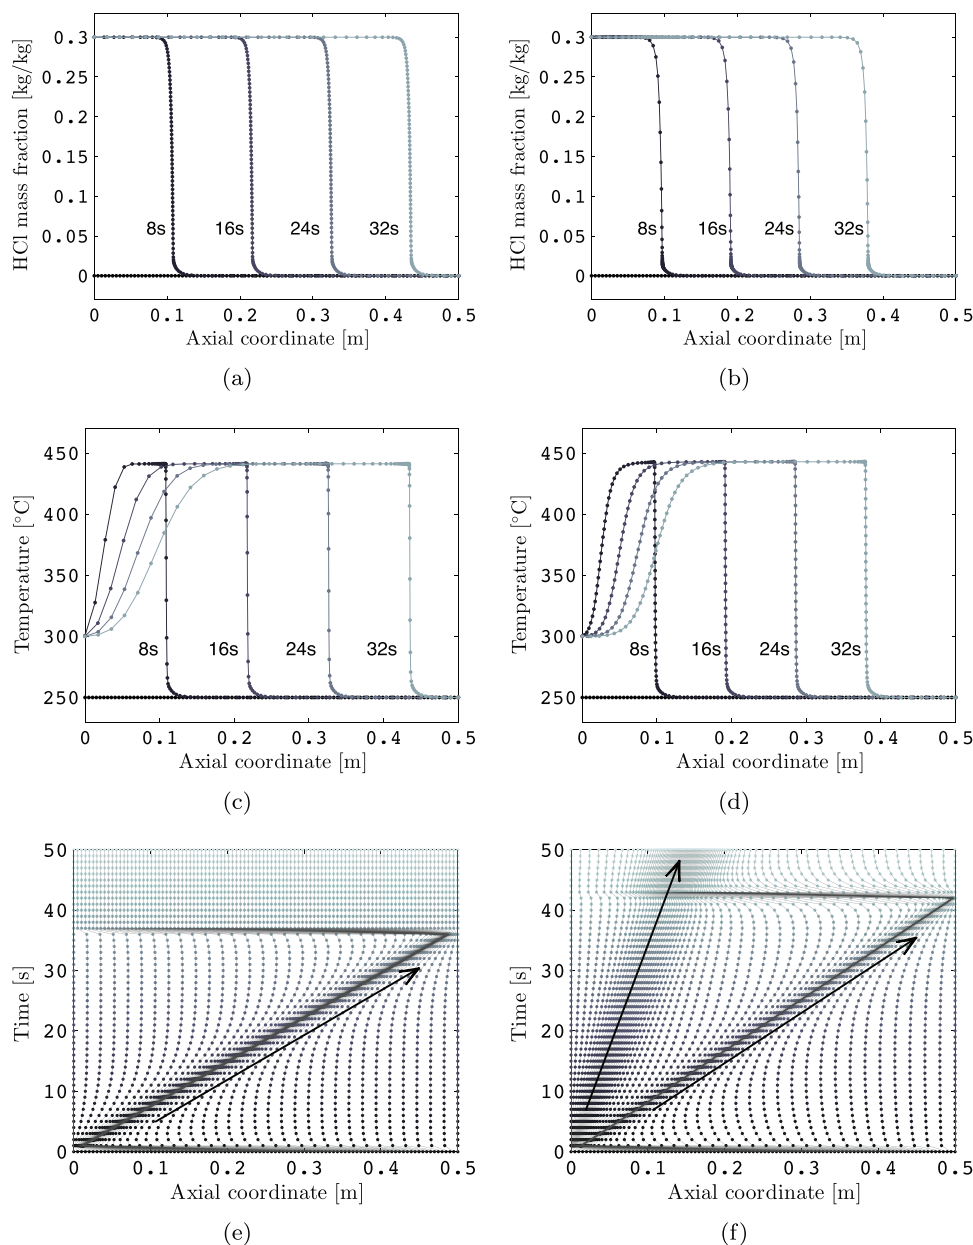 HCl mass fraction [kg/kg]
0.3
0.25
0.2
0.15
0.1
0.05
0
8s 16s 24s 32s
0 0.1 0.2 0.3 0.4 0.5
Axial coordinate [m]
(a)
HCl mass fraction [kg/kg]
0.3
0.25
0.2
0.15
0.1
0.05
0
8s 16s 24s 32s
0 0.1 0.2 0.3 0.4 0.5
Axial coordinate [m]
(b)
Temperature [°C]
450
400
350
300
250
8s 16s 24s 32s
0 0.1 0.2 0.3 0.4 0.5
Axial coordinate [m]
(c)
Temperature [°C]
450
400
350
300
250
8s 16s 24s 32s
0 0.1 0.2 0.3 0.4 0.5
Axial coordinate [m]
(d)
Time [s]
50
40
30
20
10
0
0 0.1 0.2 0.3 0.4 0.5
Axial coordinate [m]
(e)
Time [s]
50
40
30
20
10
0
0 0.1 0.2 0.3 0.4 0.5
Axial coordinate [m]
(f)